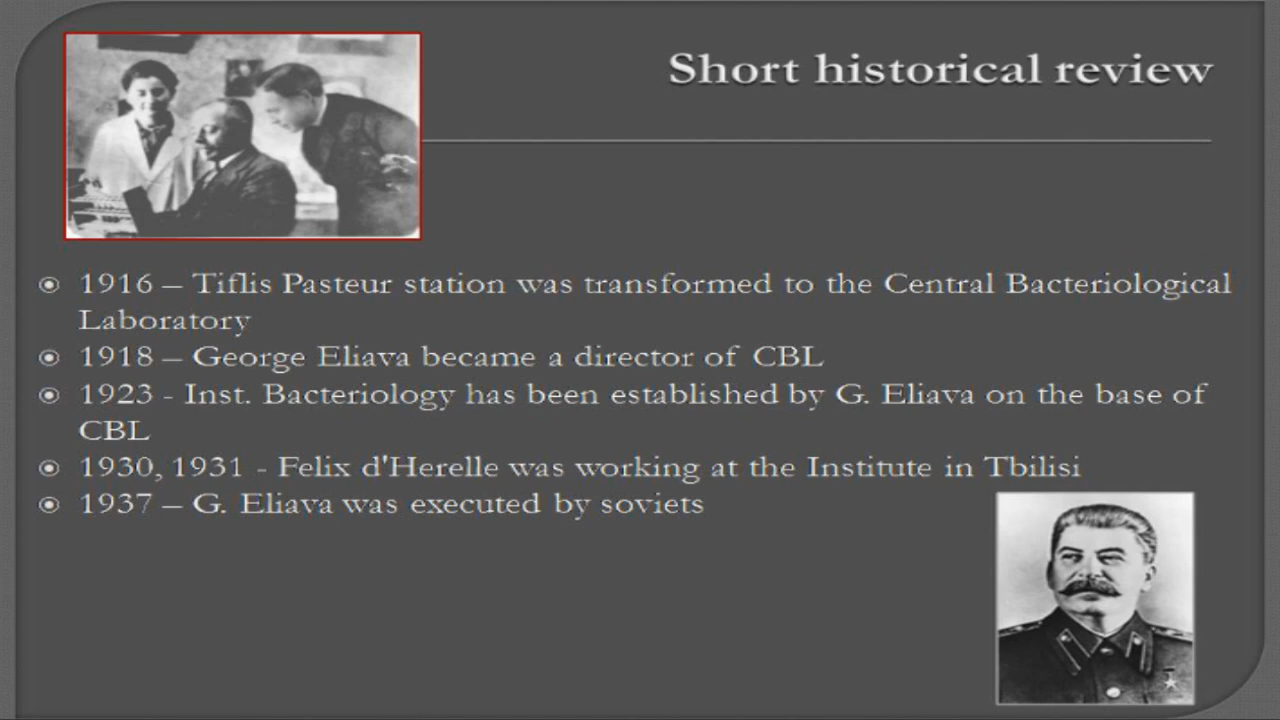 Short historical review
1916 – Tiflis Pasteur station was transformed to the Central Bacteriological
Laboratory
1918 – George Eliava became a director of CBL
1923 - Inst. Bacteriology has been established by G. Eliava on the base of
CBL
1930, 1931 - Felix d'Herelle was working at the Institute in Tbilisi
1937 – G. Eliava was executed by soviets